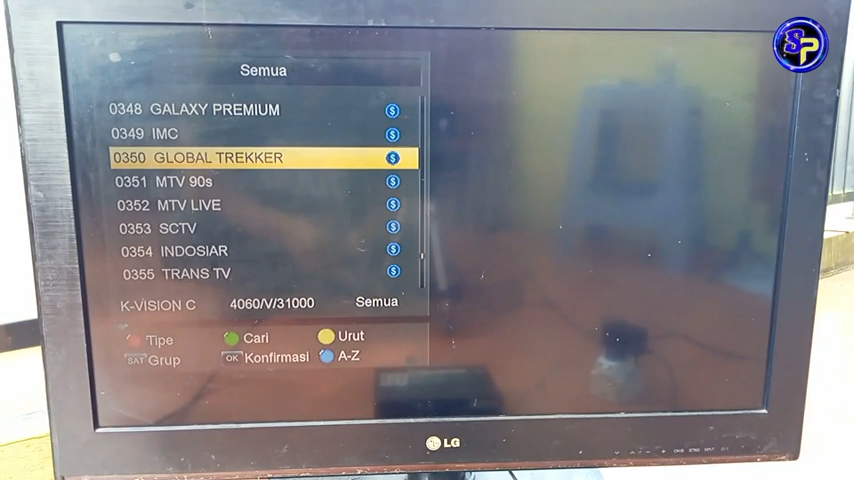 SP
Semua
0348 GALAXY PREMIUM $
0349 IMC $
0350 GLOBAL TREKKER $
0351 MTV 90s $
0352 MTV LIVE $
0353 SCTV $
0354 INDOSIAR $
0355 TRANS TV $
K-VISION C 4060/V/31000 Semua
Tipe Cari Urut
SAT Grup OK Konfirmasi A-Z
LG